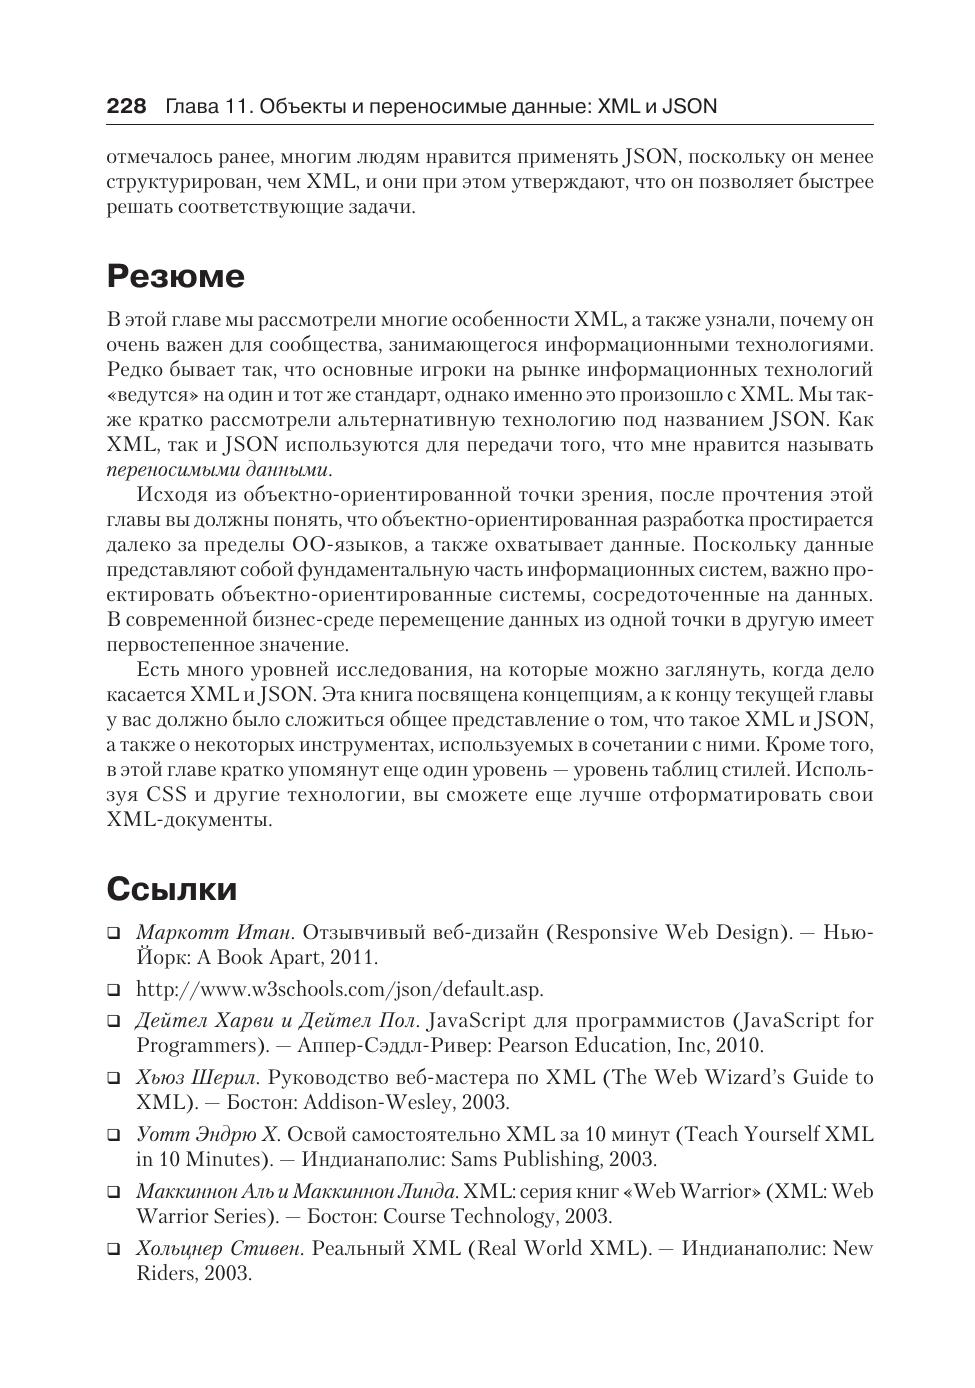 228 Глава 11. Объекты и переносимые данные: XML и JSON
отмечалось ранее, многим людям нравится применять JSON, поскольку он менее
структурирован, чем XML, и они при этом утверждают, что он позволяет быстрее
решать соответствующие задачи.
Резюме
В этой главе мы рассмотрели многие особенности XML, а также узнали, почему он
очень важен для сообщества, занимающегося информационными технологиями.
Редко бывает так, что основные игроки на рынке информационных технологий
«ведутся» на один и тот же стандарт, однако именно это произошло с XML. Мы так-
же кратко рассмотрели альтернативную технологию под названием JSON. Как
XML, так и JSON используются для передачи того, что мне нравится называть
переносимыми данными.
Исходя из объектно-ориентированной точки зрения, после прочтения этой
главы вы должны понять, что объектно-ориентированная разработка простирается
далеко за пределы ОО-языков, а также охватывает данные. Поскольку данные
представляют собой фундаментальную часть информационных систем, важно про-
ектировать объектно-ориентированные системы, сосредоточенные на данных.
В современной бизнес-среде перемещение данных из одной точки в другую имеет
первостепенное значение.
Есть много уровней исследования, на которые можно заглянуть, когда дело
касается XML и JSON. Эта книга посвящена концепциям, а к концу текущей главы
у вас должно было сложиться общее представление о том, что такое XML и JSON,
а также о некоторых инструментах, используемых в сочетании с ними. Кроме того,
в этой главе кратко упомянут еще один уровень — уровень таблиц стилей. Исполь-
зуя CSS и другие технологии, вы сможете еще лучше отформатировать свои
XML-документы.
Ссылки
❑ Маркотт Итан. Отзывчивый веб-дизайн (Responsive Web Design). — Нью-
Йорк: A Book Apart, 2011.
❑ http://www.w3schools.com/json/default.asp.
❑ Дейтел Харви и Дейтел Пол. JavaScript для программистов (JavaScript for
Programmers). — Аппер-Сэддл-Ривер: Pearson Education, Inc, 2010.
❑ Хьюз Шерил. Руководство веб-мастера по XML (The Web Wizard’s Guide to
XML). — Бостон: Addison-Wesley, 2003.
❑ Уотт Эндрю Х. Освой самостоятельно XML за 10 минут (Teach Yourself XML
in 10 Minutes). — Индианаполис: Sams Publishing, 2003.
❑ Маккиннон Аль и Маккиннон Линда. XML: серия книг «Web Warrior» (XML: Web
Warrior Series). — Бостон: Course Technology, 2003.
❑ Хольцнер Стивен. Реальный XML (Real World XML). — Индианаполис: New
Riders, 2003.